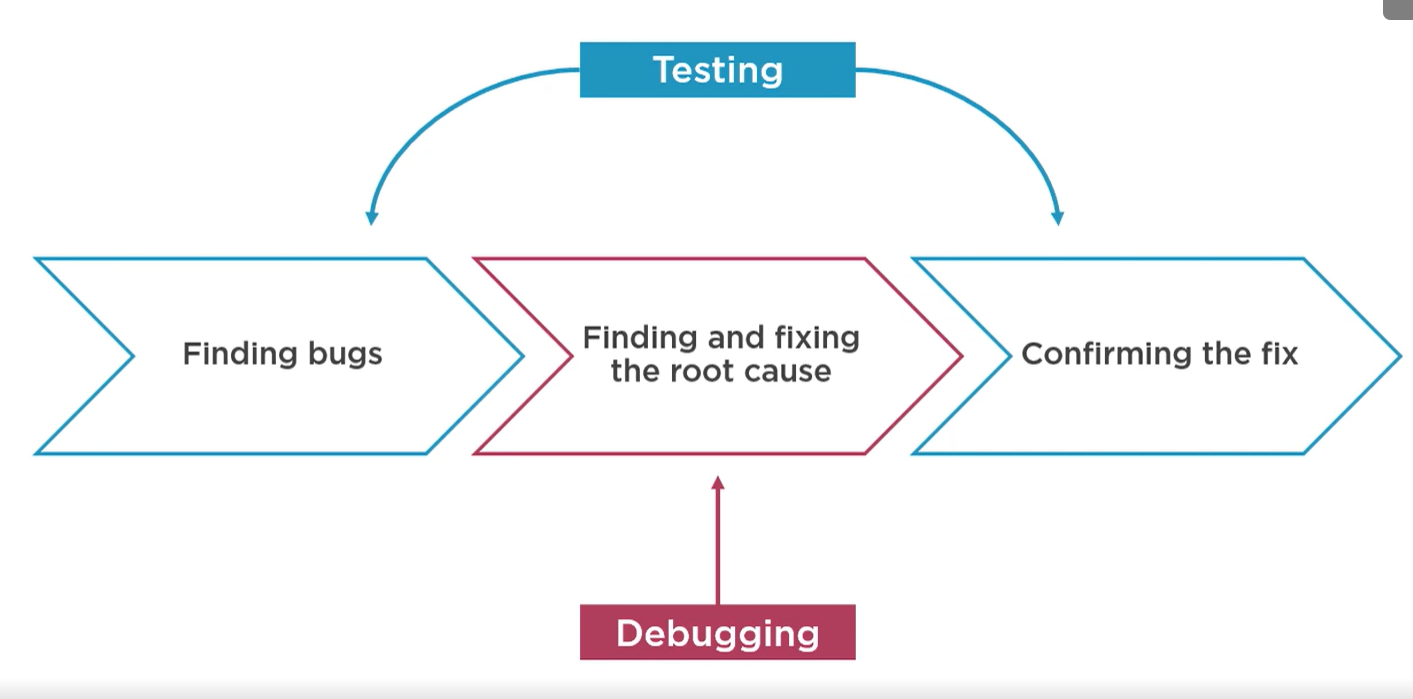 Testing
Finding bugs
Finding and fixing
the root cause
Confirming the fix
Debugging